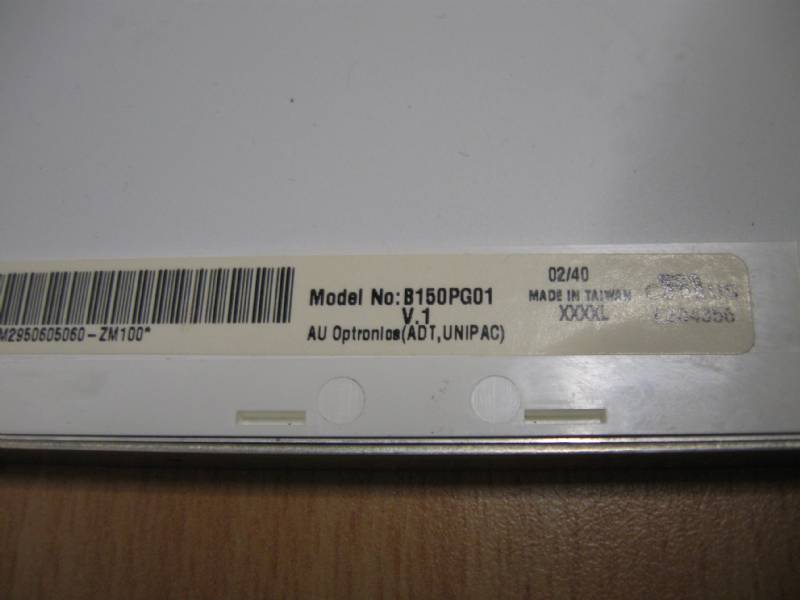 M2950605060-ZM100*
Model No:B150PG01
V.1
AU Optronics(ADT,UNIPAC)
02/40
MADE IN TAIWAN
XXXXL